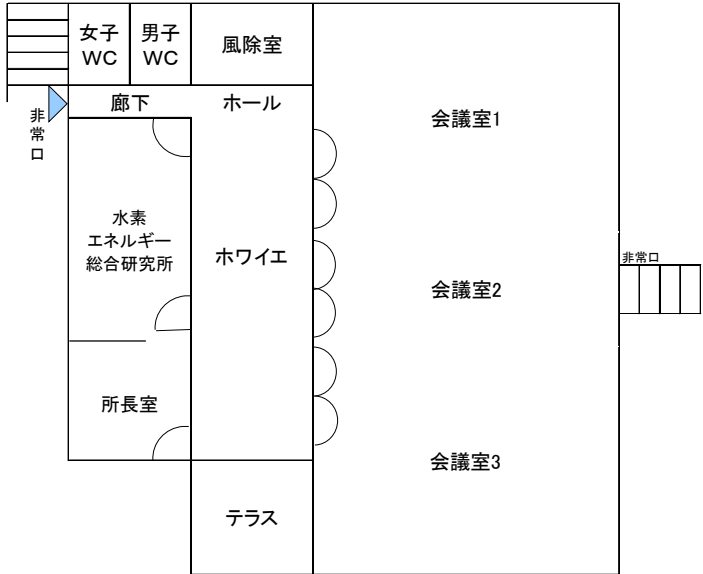 女子
WC
男子
WC
風除室
廊下
ホール
非
常
口
会議室1
水素
エネルギー
総合研究所
ホワイエ
非常口
会議室2
所長室
会議室3
テラス